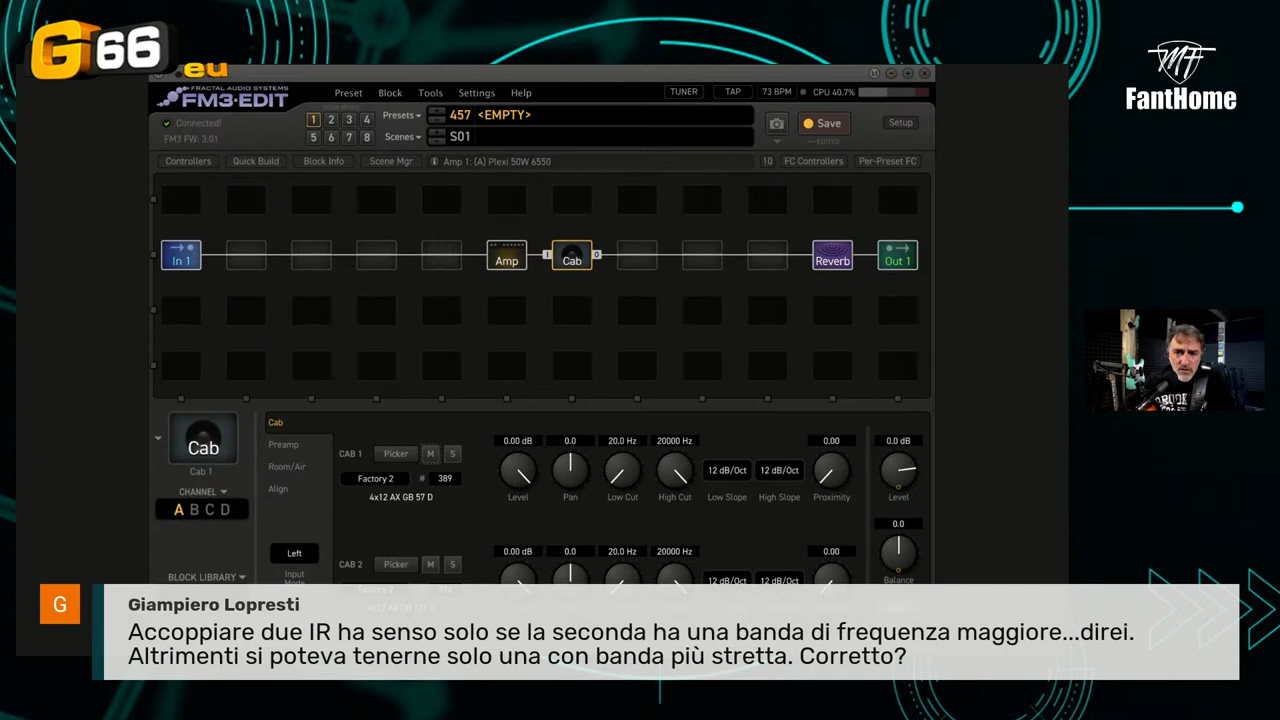 G66
eu
MF
FantHome
FRACTAL AUDIO SYSTEMS
FM3-EDIT
Preset Block Tools Settings Help
TUNER TAP 73 BPM CPU 40.7%
Connected!
FM3 FW: 3.01
1 2 3 4
5 6 7 8
Presets 457 <EMPTY>
Scenes S01
Save
EDITED
Setup
Controllers Quick Build Block Info Scene Mgr Amp 1: (A) Plexi 50W 6550 10 FC Controllers Per-Preset FC
In 1 Amp I Cab O Reverb Out 1
Cab
Cab 1
CHANNEL
A B C D
BLOCK LIBRARY
Cab
Preamp
Room/Air
Align
Left
Input
Mode
CAB 1 Picker M S
Factory 2 # 389
4x12 AX GB 57 D
0.00 dB 0.0 20.0 Hz 20000 Hz 12 dB/Oct 12 dB/Oct 0.00 0.0 dB
Level Pan Low Cut High Cut Low Slope High Slope Proximity Level
0.0
Balance
CAB 2 Picker M S
0.00 dB 0.0 20.0 Hz 20000 Hz 12 dB/Oct 12 dB/Oct 0.00
G
Giampiero Lopresti
Accoppiare due IR ha senso solo se la seconda ha una banda di frequenza maggiore...direi.
Altrimenti si poteva tenerne solo una con banda più stretta. Corretto?